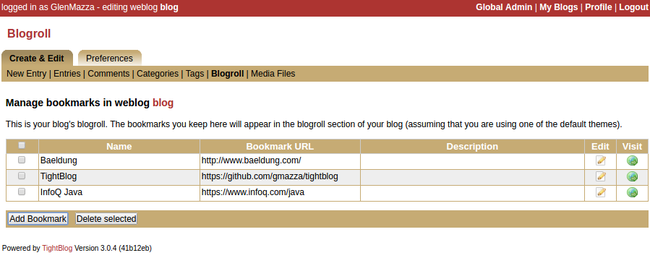 logged in as GlenMazza - editing weblog blog
Global Admin | My Blogs | Profile | Logout
Blogroll
Create & Edit Preferences
New Entry | Entries | Comments | Categories | Tags | Blogroll | Media Files
Manage bookmarks in weblog blog
This is your blog's blogroll. The bookmarks you keep here will appear in the blogroll section of your blog (assuming that you are using one of the default themes).
Name Bookmark URL Description Edit Visit
Baeldung http://www.baeldung.com/
TightBlog https://github.com/gmazza/tightblog
InfoQ Java https://www.infoq.com/java
Add Bookmark Delete selected
Powered by TightBlog Version 3.0.4 (41b12eb)